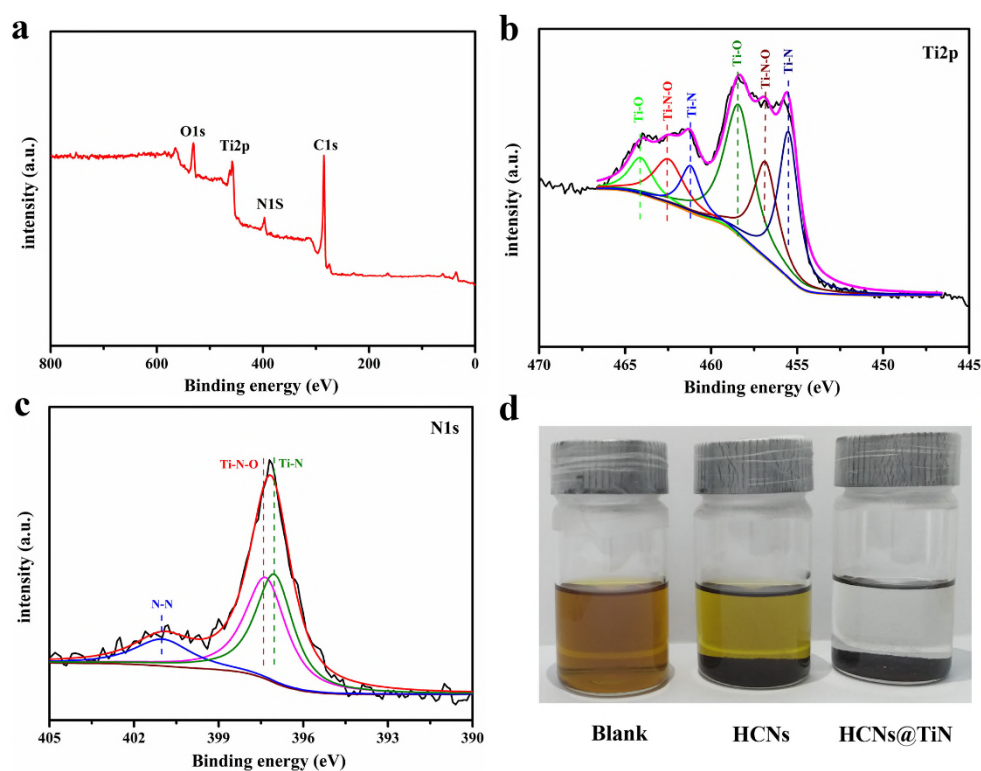 a
O1s
Ti2p
N1S
C1s
intensity (a.u.)
800 600 400 200 0
Binding energy (eV)
b
Ti2p
Ti-O
Ti-N-O
Ti-N
Ti-O
Ti-N-O
Ti-N
intensity (a.u.)
470 465 460 455 450 445
Binding energy (eV)
c
N1s
Ti-N-O Ti-N
N-N
intensity (a.u.)
405 402 399 396 393 390
Binding energy (eV)
d
Blank HCNs HCNs@TiN